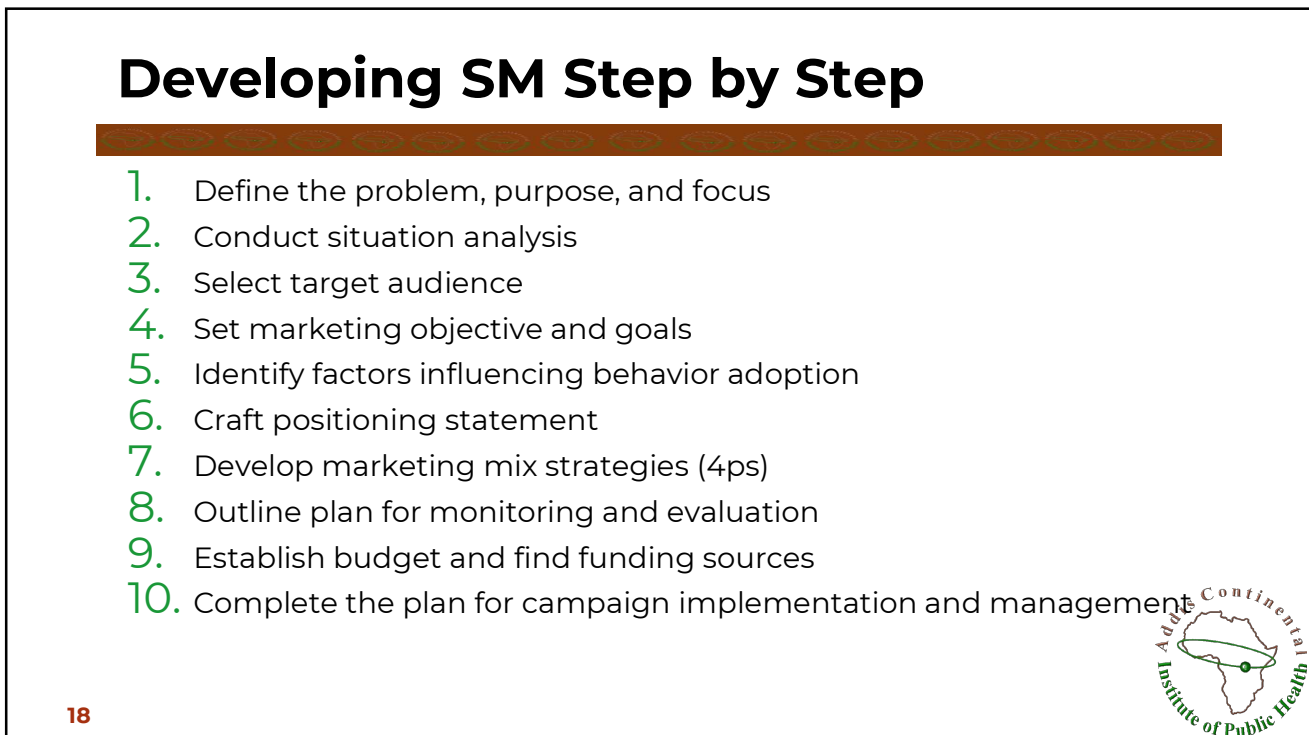 Developing SM Step by Step
1. Define the problem, purpose, and focus
2. Conduct situation analysis
3. Select target audience
4. Set marketing objective and goals
5. Identify factors influencing behavior adoption
6. Craft positioning statement
7. Develop marketing mix strategies (4ps)
8. Outline plan for monitoring and evaluation
9. Establish budget and find funding sources
10. Complete the plan for campaign implementation and management
Addis Continental
Institute of Public Health
18